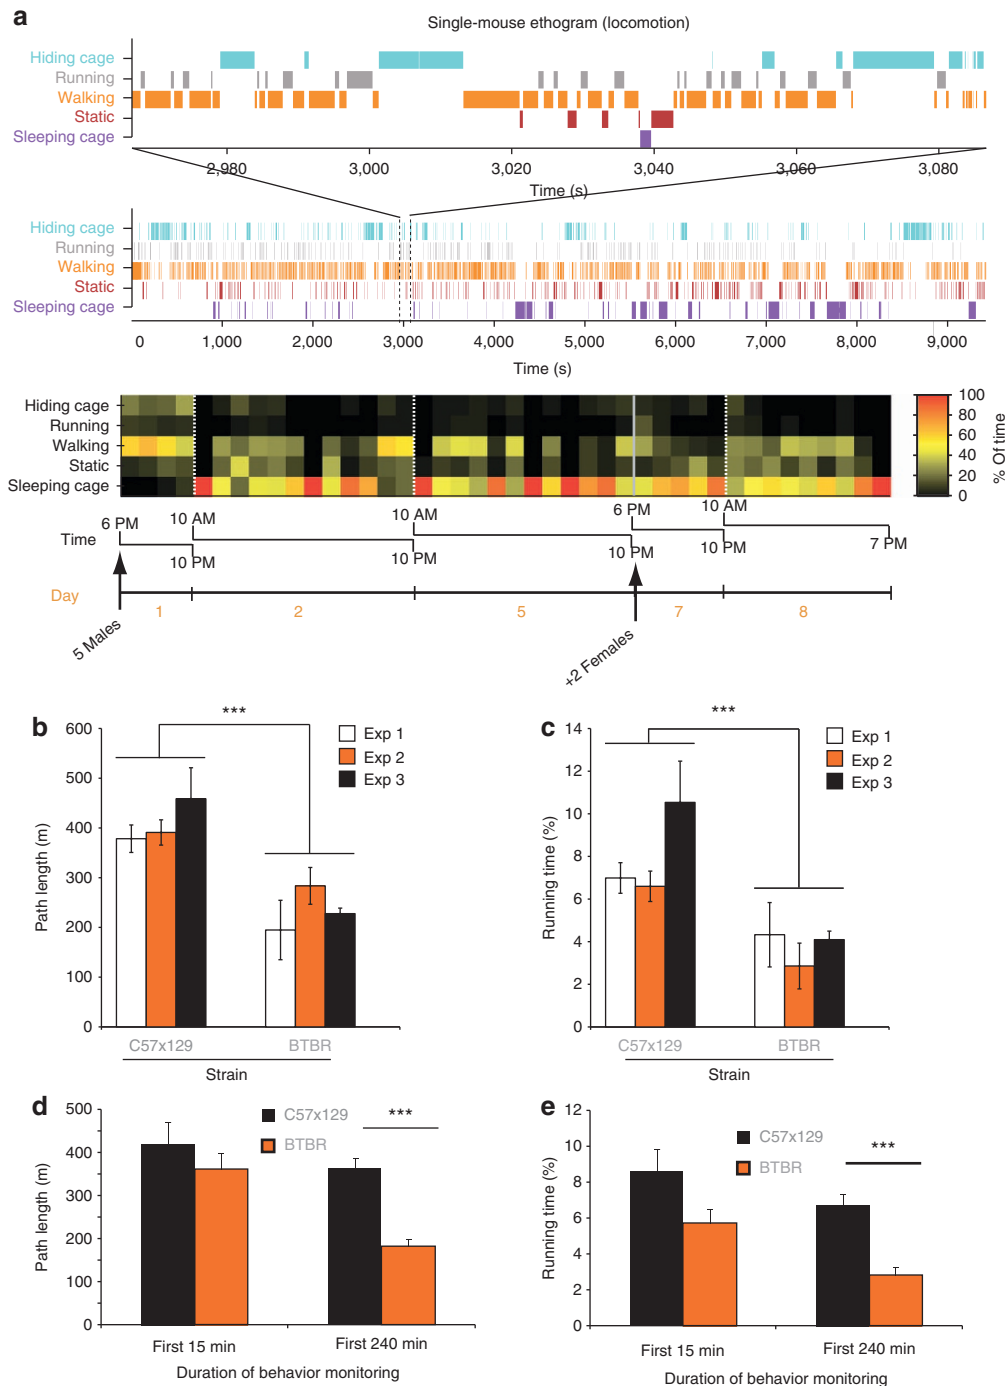 a
Single-mouse ethogram (locomotion)
Hiding cage
Running
Walking
Static
Sleeping cage
2,980 3,000 3,020 3,040 3,060 3,080
Time (s)
Hiding cage
Running
Walking
Static
Sleeping cage
0 1,000 2,000 3,000 4,000 5,000 6,000 7,000 8,000 9,000
Time (s)
Hiding cage
Running
Walking
Static
Sleeping cage
100
80
60
40
20
0
% Of time
6 PM 10 AM 10 AM 6 PM 10 AM
Time
10 PM 10 PM 10 PM 10 PM 7 PM
Day
1 2 5 7 8
5 Males
+2 Females
b
600
500
400
300
200
100
0
Path length (m)
***
Exp 1
Exp 2
Exp 3
C57x129 BTBR
Strain
c
14
12
10
8
6
4
2
0
Running time (%)
***
Exp 1
Exp 2
Exp 3
C57x129 BTBR
Strain
d
500
400
350
300
200
100
0
Path length (m)
C57x129
BTBR
***
First 15 min First 240 min
Duration of behavior monitoring
e
12
10
8
6
4
2
0
Running time (%)
C57x129
BTBR
***
First 15 min First 240 min
Duration of behavior monitoring